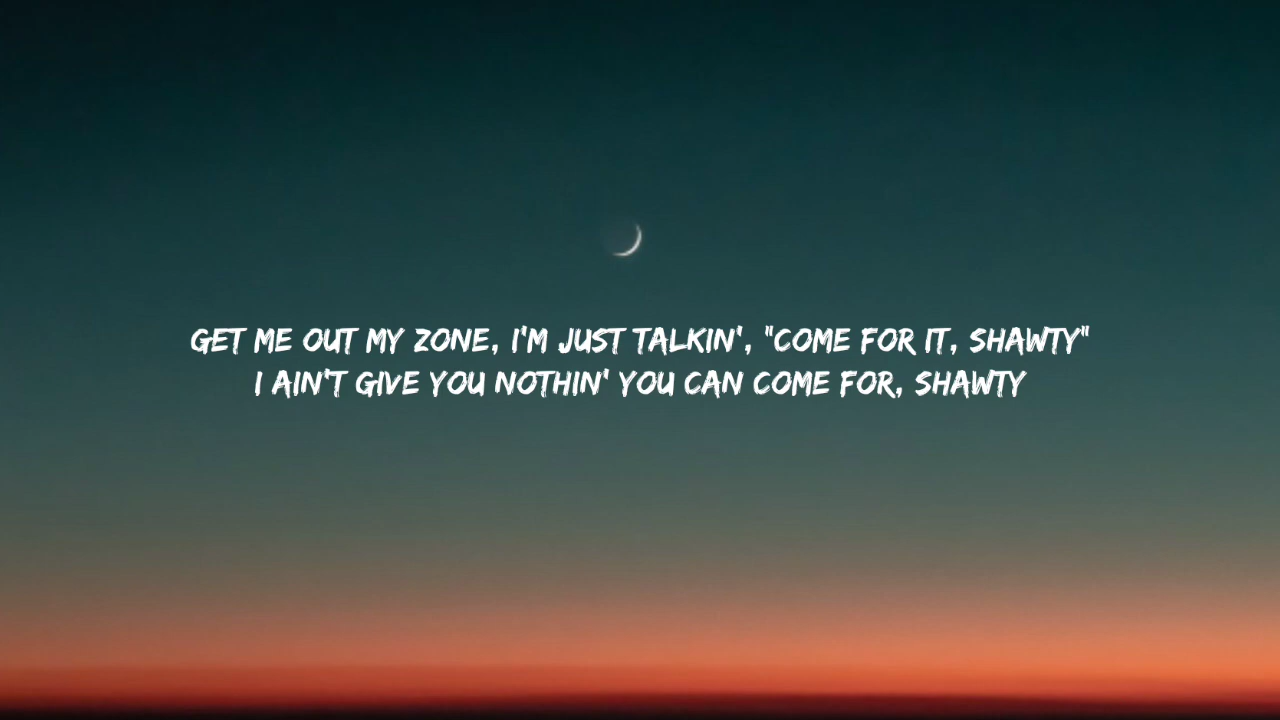 GET ME OUT MY ZONE, I'M JUST TALKIN', "COME FOR IT, SHAWTY"
I AIN'T GIVE YOU NOTHIN' YOU CAN COME FOR, SHAWTY